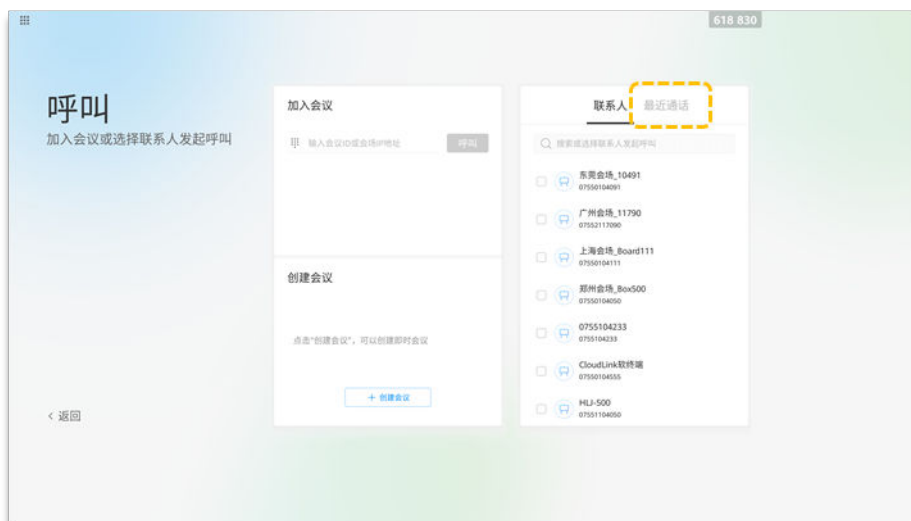 618 830
呼叫
加入会议或选择联系人发起呼叫
加入会议
输入会议ID或会场IP地址
呼叫
创建会议
点击“创建会议”，可以创建即时会议
+ 创建会议
联系人 最近通话
搜索或选择联系人发起呼叫
东莞会场_10491
07550104091
广州会场_11790
07552117090
上海会场_Board111
07550104111
郑州会场_Box500
07550104050
0755104233
0755104233
CloudLink软终端
07550104555
HLJ-500
07551104050
< 返回